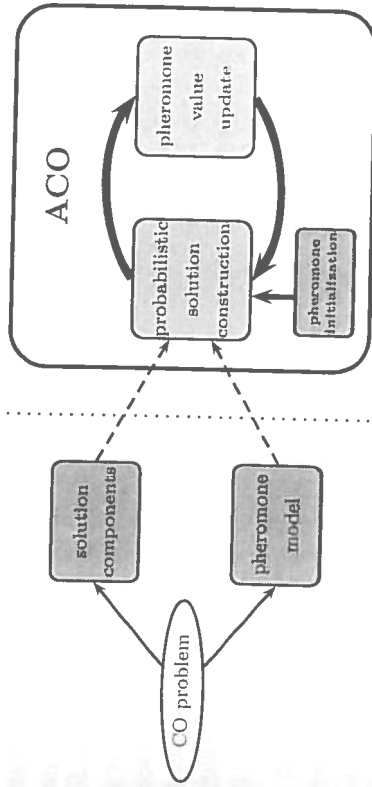 CO problem
solution
components
pheromone
model
ACO
probabilistic
solution
construction
pheromone
value
update
pheromone
initialization